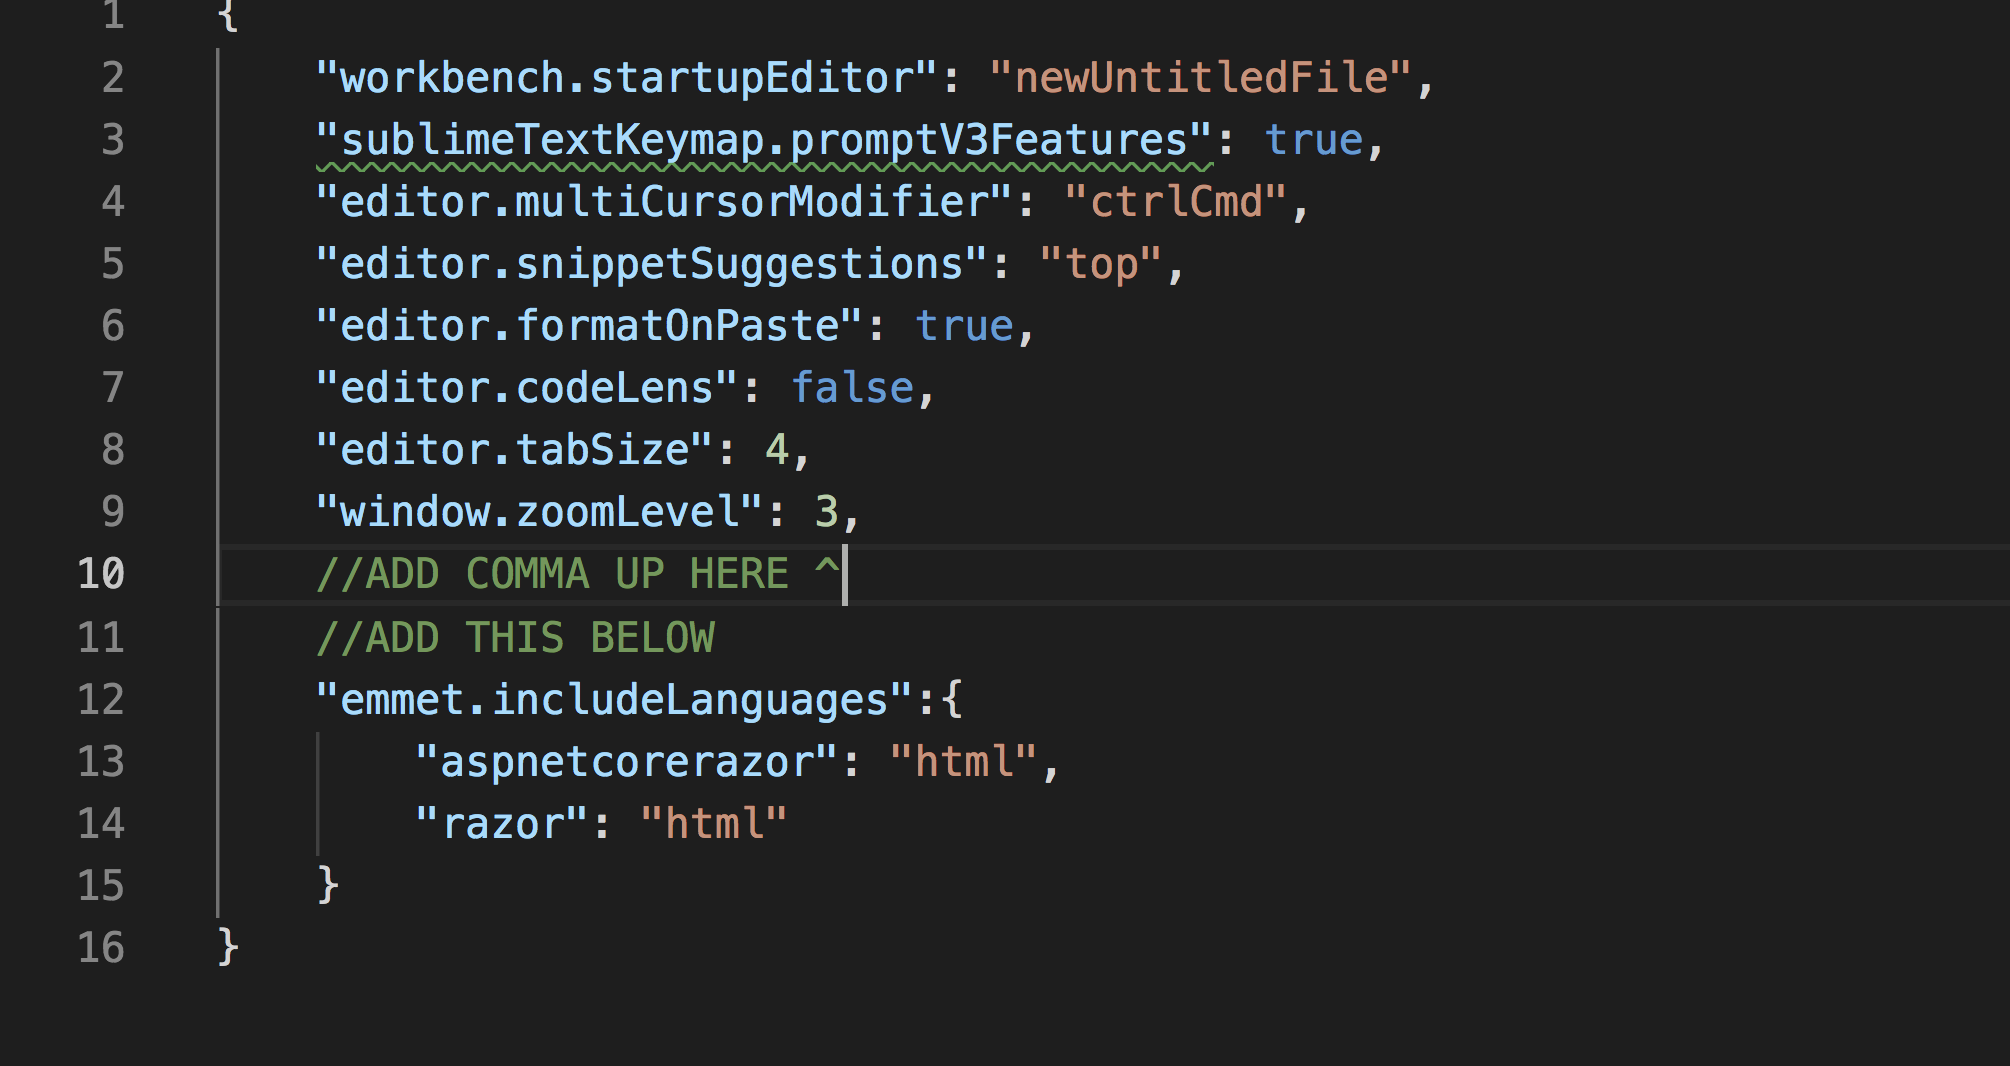 1 {
2 "workbench.startupEditor": "newUntitledFile",
3 "sublimeTextKeymap.promptV3Features": true,
4 "editor.multiCursorModifier": "ctrlCmd",
5 "editor.snippetSuggestions": "top",
6 "editor.formatOnPaste": true,
7 "editor.codeLens": false,
8 "editor.tabSize": 4,
9 "window.zoomLevel": 3,
10 //ADD COMMA UP HERE ^
11 //ADD THIS BELOW
12 "emmet.includeLanguages":{
13 "aspnetcorerazor": "html",
14 "razor": "html"
15 }
16 }